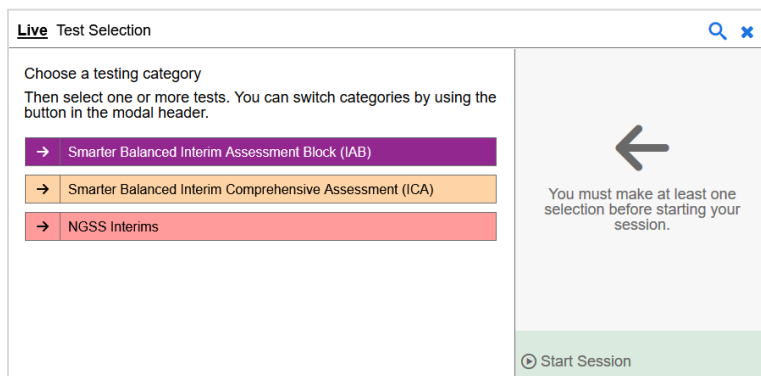 Live Test Selection
Choose a testing category
Then select one or more tests. You can switch categories by using the
button in the modal header.
Smarter Balanced Interim Assessment Block (IAB)
Smarter Balanced Interim Comprehensive Assessment (ICA)
NGSS Interims
You must make at least one
selection before starting your
session.
Start Session